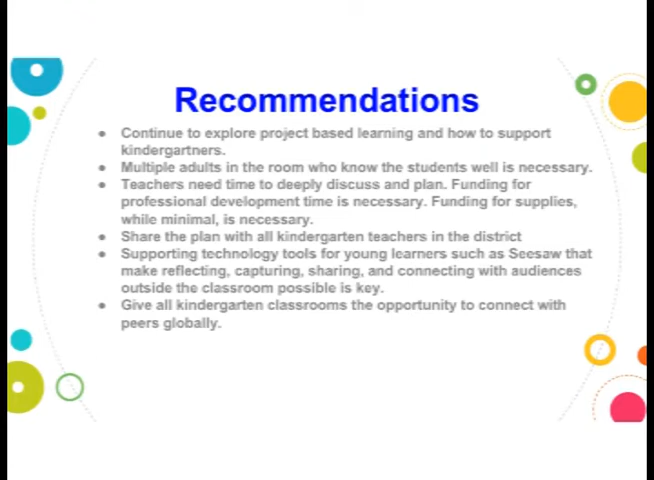 Recommendations
● Continue to explore project based learning and how to support
kindergartners.
● Multiple adults in the room who know the students well is necessary.
● Teachers need time to deeply discuss and plan. Funding for
professional development time is necessary. Funding for supplies,
while minimal, is necessary.
● Share the plan with all kindergarten teachers in the district
● Supporting technology tools for young learners such as Seesaw that
make reflecting, capturing, sharing, and connecting with audiences
outside the classroom possible is key.
● Give all kindergarten classrooms the opportunity to connect with
peers globally.